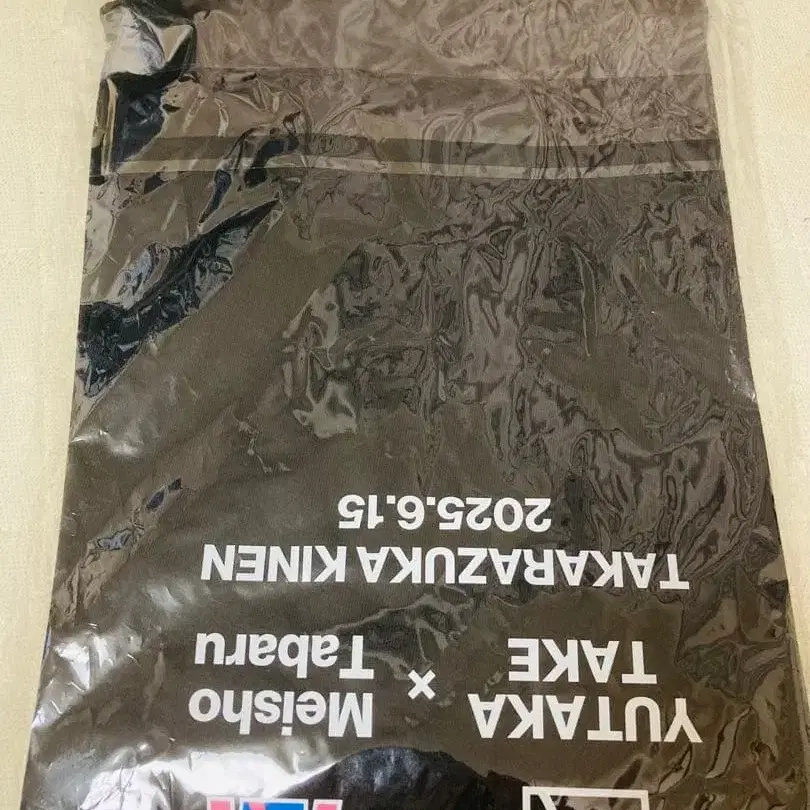 YUTAKA
TAKE
×
Meisho
Tabaru
TAKARAZUKA KINEN
2025.6.15